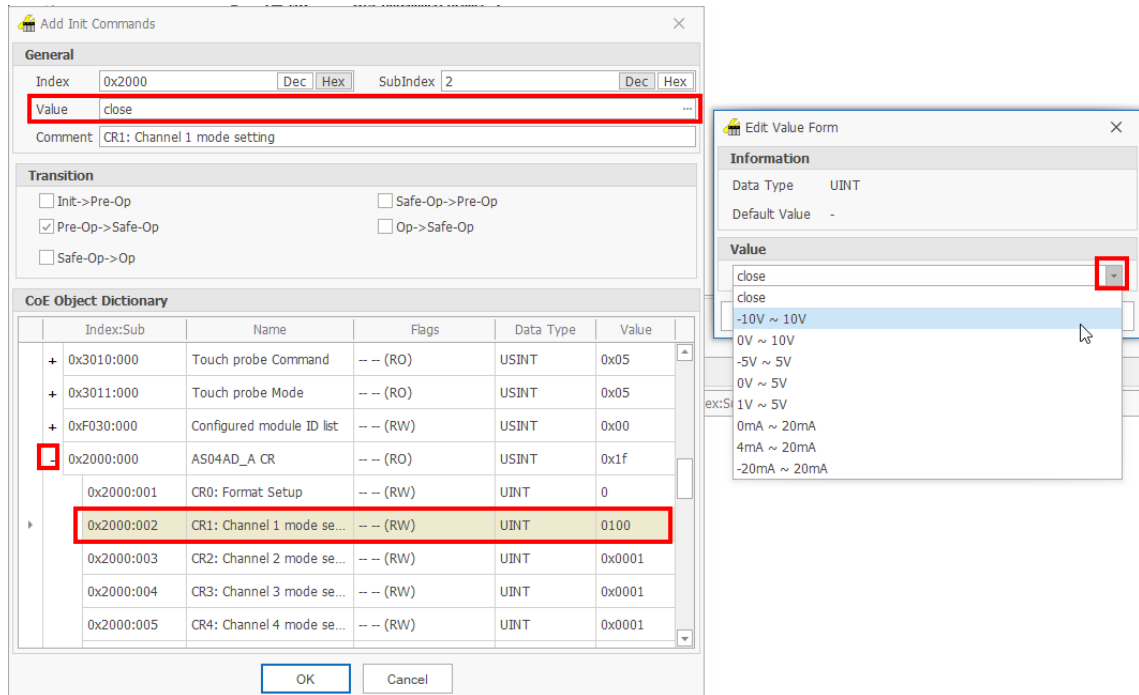 Add Init Commands
General
Index 0x2000 Dec Hex SubIndex 2 Dec Hex
Value close ...
Comment CR1: Channel 1 mode setting
Transition
Init->Pre-Op Safe-Op->Pre-Op
Pre-Op->Safe-Op Op->Safe-Op
Safe-Op->Op
CoE Object Dictionary
Index:Sub Name Flags Data Type Value
+ 0x3010:000 Touch probe Command -- -- (RO) USINT 0x05
+ 0x3011:000 Touch probe Mode -- -- (RO) USINT 0x05
+ 0xF030:000 Configured module ID list -- -- (RW) USINT 0x00
- 0x2000:000 AS04AD_A CR -- -- (RO) USINT 0x1f
0x2000:001 CR0: Format Setup -- -- (RW) UINT 0
0x2000:002 CR1: Channel 1 mode se... -- -- (RW) UINT 0100
0x2000:003 CR2: Channel 2 mode se... -- -- (RW) UINT 0x0001
0x2000:004 CR3: Channel 3 mode se... -- -- (RW) UINT 0x0001
0x2000:005 CR4: Channel 4 mode se... -- -- (RW) UINT 0x0001
OK Cancel
Edit Value Form
Information
Data Type UINT
Default Value -
Value
close
close
-10V ~ 10V
0V ~ 10V
-5V ~ 5V
0V ~ 5V
1V ~ 5V
0mA ~ 20mA
4mA ~ 20mA
-20mA ~ 20mA